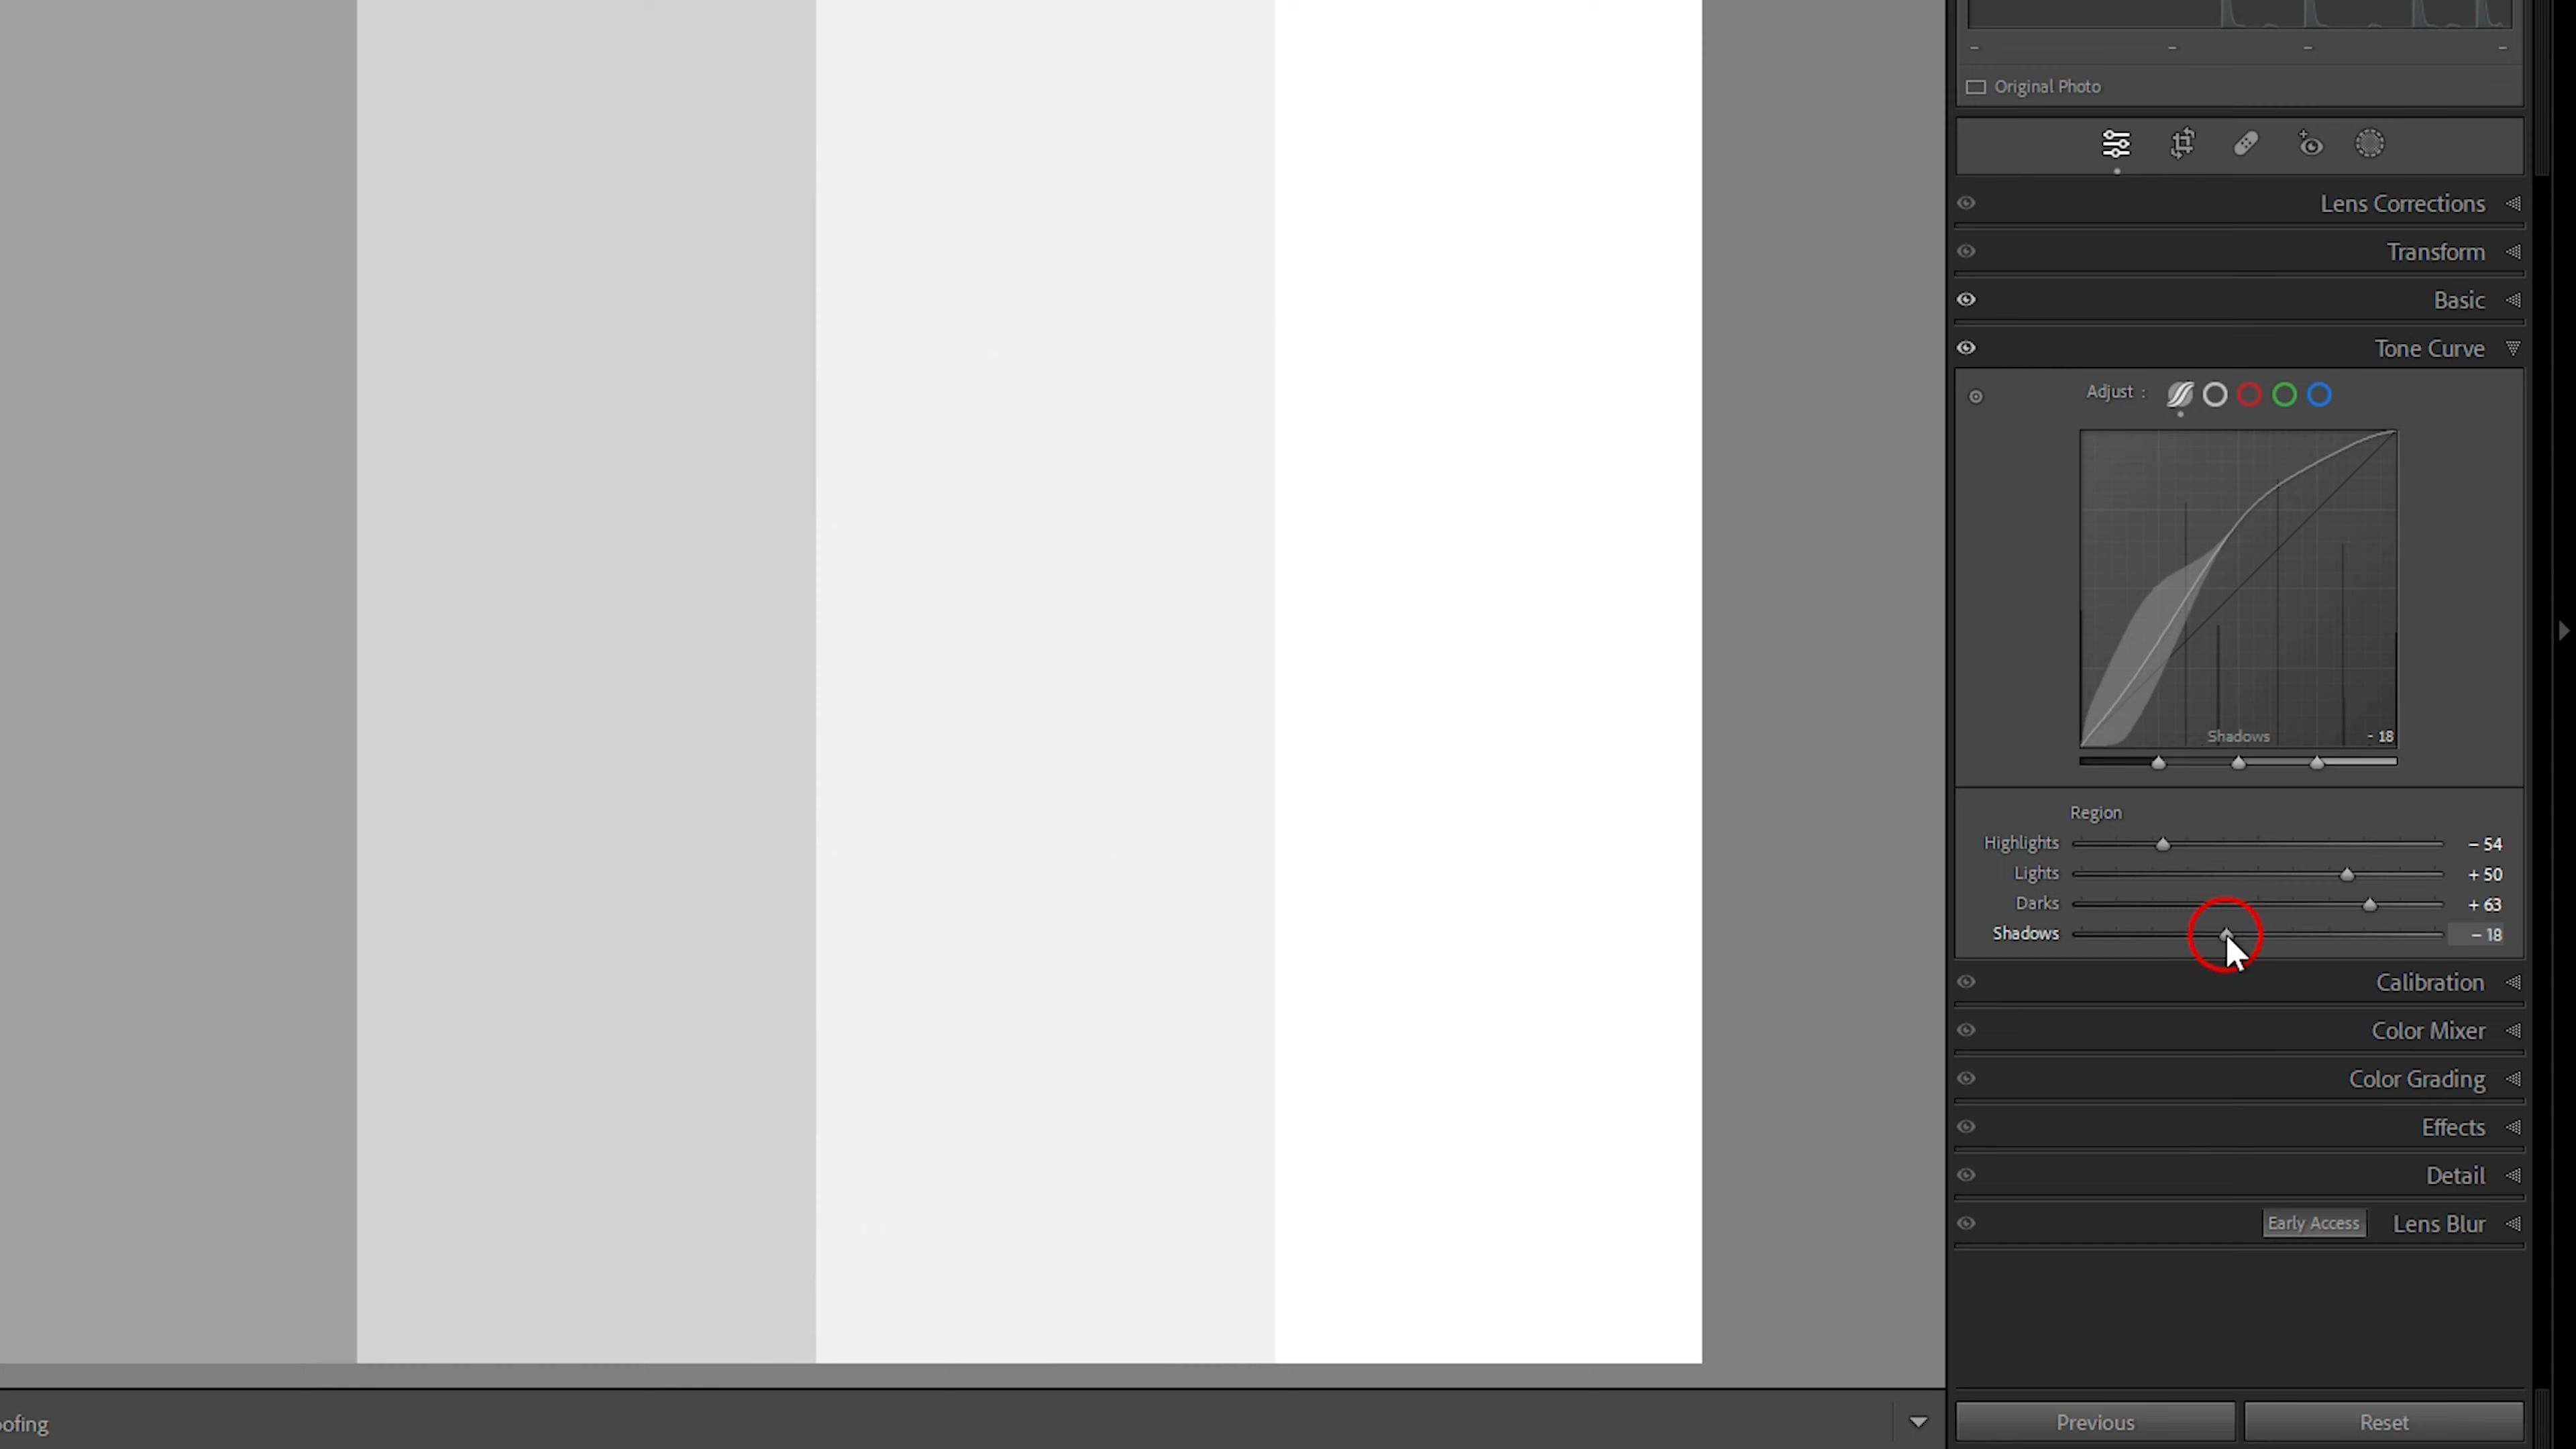 Original Photo
Lens Corrections
Transform
Basic
Tone Curve
Adjust :
Shadows - 18
Region
Highlights - 54
Lights + 50
Darks + 63
Shadows - 18
Calibration
Color Mixer
Color Grading
Effects
Detail
Early Access Lens Blur
oofing
Previous Reset